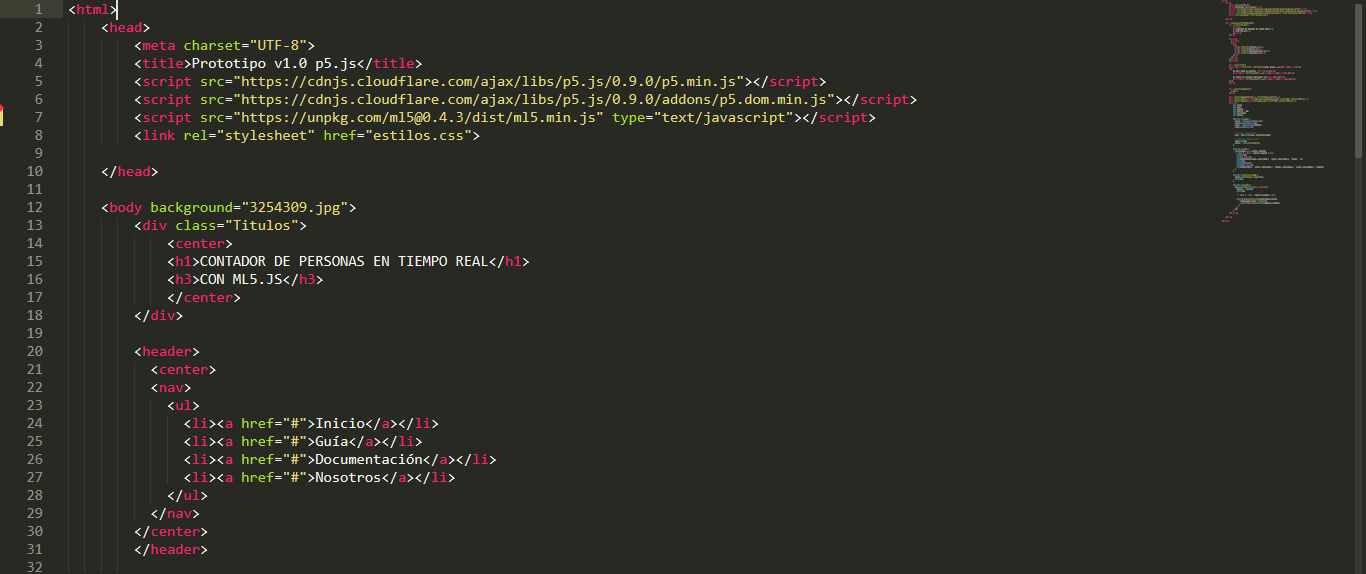 1 <html>
2 <head>
3 <meta charset="UTF-8">
4 <title>Prototipo v1.0 p5.js</title>
5 <script src="https://cdnjs.cloudflare.com/ajax/libs/p5.js/0.9.0/p5.min.js"></script>
6 <script src="https://cdnjs.cloudflare.com/ajax/libs/p5.js/0.9.0/addons/p5.dom.min.js"></script>
7 <script src="https://unpkg.com/ml5@0.4.3/dist/ml5.min.js" type="text/javascript"></script>
8 <link rel="stylesheet" href="estilos.css">
9
10 </head>
11
12 <body background="3254309.jpg">
13 <div class="Titulos">
14 <center>
15 <h1>CONTADOR DE PERSONAS EN TIEMPO REAL</h1>
16 <h3>CON ML5.JS</h3>
17 </center>
18 </div>
19
20 <header>
21 <center>
22 <nav>
23 <ul>
24 <li><a href="#">Inicio</a></li>
25 <li><a href="#">Guía</a></li>
26 <li><a href="#">Documentación</a></li>
27 <li><a href="#">Nosotros</a></li>
28 </ul>
29 </nav>
30 </center>
31 </header>
32